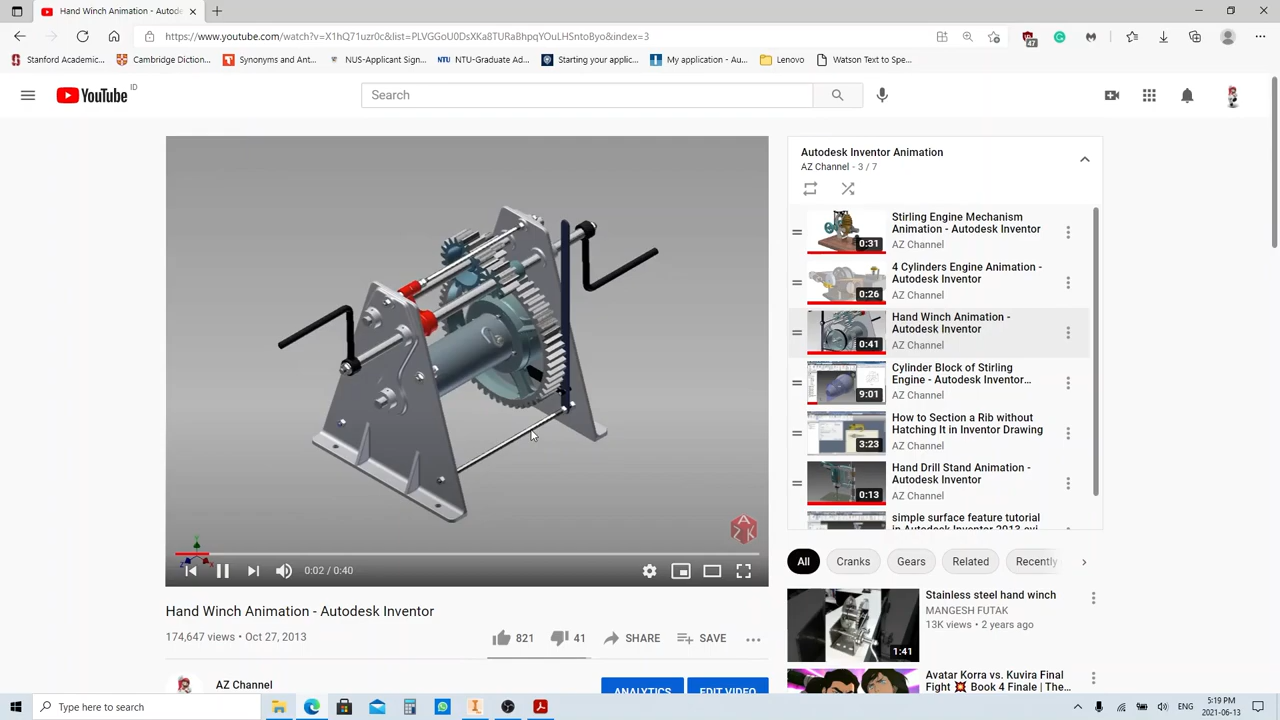 Hand Winch Animation - Autode
https://www.youtube.com/watch?v=X1hQ71uzr0c&list=PLVGGoU0DsXKa8TURaBhpqYOuLHSntoByo&index=3
47
Stanford Academic...
Cambridge Diction...
Synonyms and Ant...
NUS-Applicant Sign...
NTU-Graduate Ad...
Starting your applic...
My application - Au...
Lenovo
Watson Text to Spe...
YouTube
ID
Search
Autodesk Inventor Animation
AZ Channel - 3 / 7
Stirling Engine Mechanism
Animation - Autodesk Inventor
AZ Channel
0:31
4 Cylinders Engine Animation -
Autodesk Inventor
AZ Channel
0:26
Hand Winch Animation -
Autodesk Inventor
AZ Channel
0:41
Cylinder Block of Stirling
Engine - Autodesk Inventor...
AZ Channel
9:01
How to Section a Rib without
Hatching It in Inventor Drawing
AZ Channel
3:23
Hand Drill Stand Animation -
Autodesk Inventor
AZ Channel
0:13
simple surface feature tutorial
in Autodesk Inventor 2013 avi
0:02 / 0:40
Hand Winch Animation - Autodesk Inventor
174,647 views • Oct 27, 2013
821
41
SHARE
SAVE
AZ Channel
ANALYTICS
EDIT VIDEO
All
Cranks
Gears
Related
Recently
Stainless steel hand winch
MANGESH FUTAK
13K views • 2 years ago
1:41
Avatar Korra vs. Kuvira Final
Fight 💥 Book 4 Finale | The...
Type here to search
ENG
5:19 PM
2021-06-13